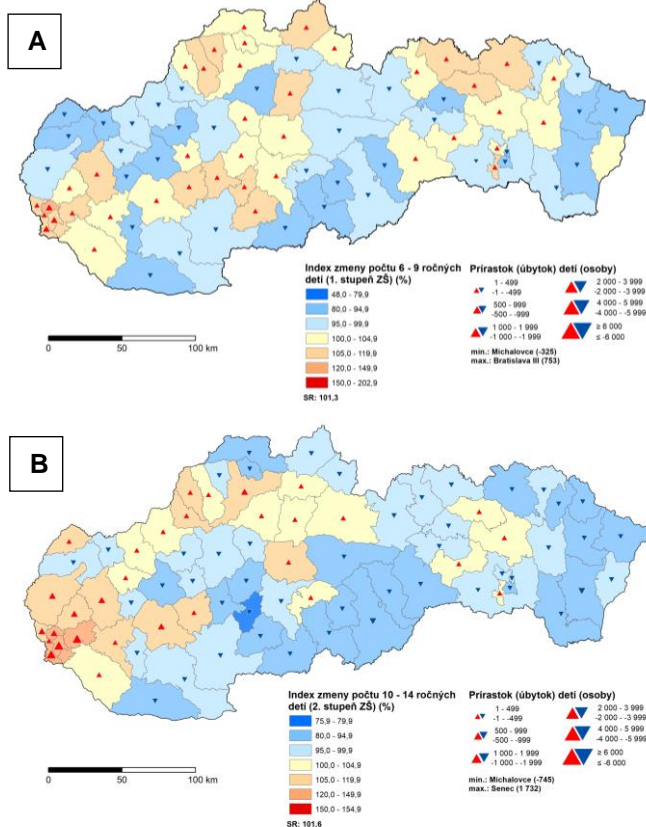 A
Index zmeny počtu 6 - 9 ročných
detí (1. stupeň ZŠ) (%)
48,0 - 79,9
80,0 - 94,9
95,0 - 99,9
100,0 - 104,9
105,0 - 119,9
120,0 - 149,9
150,0 - 202,9
SR: 101,3
Prírastok (úbytok) detí (osoby)
1 - 499
-1 - -499
500 - 999
-500 - -999
1 000 - 1 999
-1 000 - -1 999
2 000 - 3 999
-2 000 - -3 999
4 000 - 5 999
-4 000 - -5 999
≥ 6 000
≤ -6 000
min.: Michalovce (-325)
max.: Bratislava III (753)
0 50 100 km
B
Index zmeny počtu 10 - 14 ročných
detí (2. stupeň ZŠ) (%)
75,9 - 79,9
80,0 - 94,9
95,0 - 99,9
100,0 - 104,9
105,0 - 119,9
120,0 - 149,9
150,0 - 154,9
SR: 101,6
Prírastok (úbytok) detí (osoby)
1 - 499
-1 - -499
500 - 999
-500 - -999
1 000 - 1 999
-1 000 - -1 999
2 000 - 3 999
-2 000 - -3 999
4 000 - 5 999
-4 000 - -5 999
≥ 6 000
≤ -6 000
min.: Michalovce (-745)
max.: Senec (1 732)
0 50 100 km